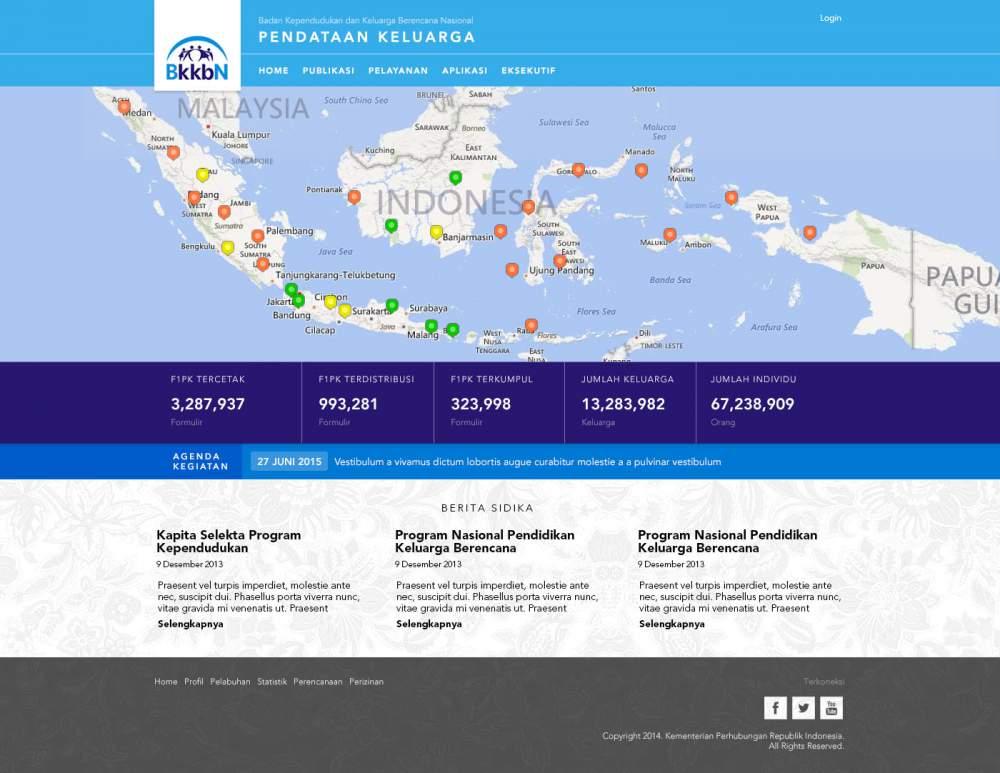 Badan Kependudukan dan Keluarga Berencana Nasional
PENDATAAN KELUARGA
Login
BKkbN
HOME PUBLIKASI PELAYANAN APLIKASI EKSEKUTIF
Medan
MALAYSIA
South China Sea
BRUNEI
SABAH
Santos
Kuala Lumpur
JOHORE
SINGAPORE
NORTH
Kuching
SARAWAK
Borneo
EAST
KALIMANTAN
Sulawesi Sea
Molucca
Sea
Manado
NORTH
MALUKU
WEST
SUMATRA
JAMBI
Sumatra
Pontianak
INDONESIA
Seram Sea
WEST
PAPUA
Bengkulu
Palembang
SOUTH
SUMATRA
Java Sea
Banjarmasin
SOUTH
SULAWESI
SOUTH
EAST
Ujung Pandang
MALUKU
Ambon
Banda Sea
PAPUA
Tanjungkarang-Telukbetung
Jakarta
Bandung
Cilacap
Surakarta
Java
Surabaya
Malang
WEST
NUSA
TENGGARA
Flores
Flores Sea
EAST
NUSA
Dili
TIMOR-LESTE
Arafura Sea
F1PK TERCETAK
3,287,937
Formulir
F1PK TERDISTRIBUSI
993,281
Formulir
F1PK TERKUMPUL
323,998
Formulir
JUMLAH KELUARGA
13,283,982
Keluarga
JUMLAH INDIVIDU
67,238,909
Orang
AGENDA
KEGIATAN
27 JUNI 2015 Vestibulum a vivamus dictum lobortis augue curabitur molestie a a pulvinar vestibulum
BERITA SIDIKA
Kapita Selekta Program
Kependudukan
9 Desember 2013
Praesent vel turpis imperdiet, molestie ante
nec, suscipit dui. Phasellus porta viverra nunc,
vitae gravida mi venenatis ut. Praesent
Selengkapnya
Program Nasional Pendidikan
Keluarga Berencana
9 Desember 2013
Praesent vel turpis imperdiet, molestie ante
nec, suscipit dui. Phasellus porta viverra nunc,
vitae gravida mi venenatis ut. Praesent
Selengkapnya
Program Nasional Pendidikan
Keluarga Berencana
9 Desember 2013
Praesent vel turpis imperdiet, molestie ante
nec, suscipit dui. Phasellus porta viverra nunc,
vitae gravida mi venenatis ut. Praesent
Selengkapnya
Home Profil Pelabuhan Statistik Perencanaan Perizinan
Terkoneksi
You
Tube
Copyright 2014. Kementerian Perhubungan Republik Indonesia.
All Rights Reserved.